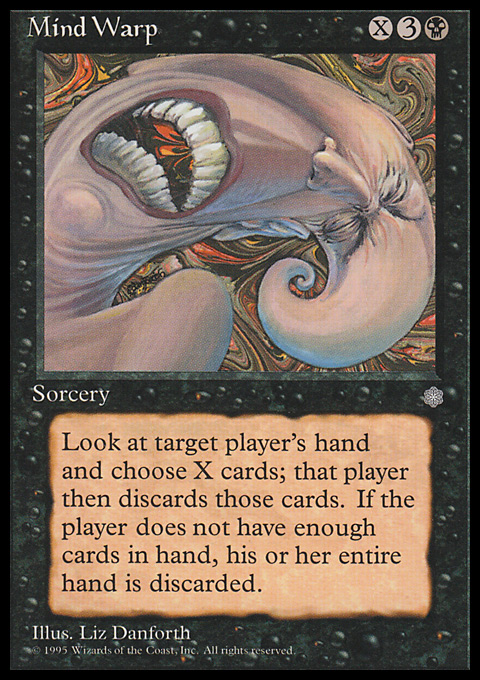 Mind Warp X 3
Sorcery
Look at target player's hand
and choose X cards; that player
then discards those cards. If the
player does not have enough
cards in hand, his or her entire
hand is discarded.
Illus. Liz Danforth
© 1995 Wizards of the Coast, Inc. All rights reserved.